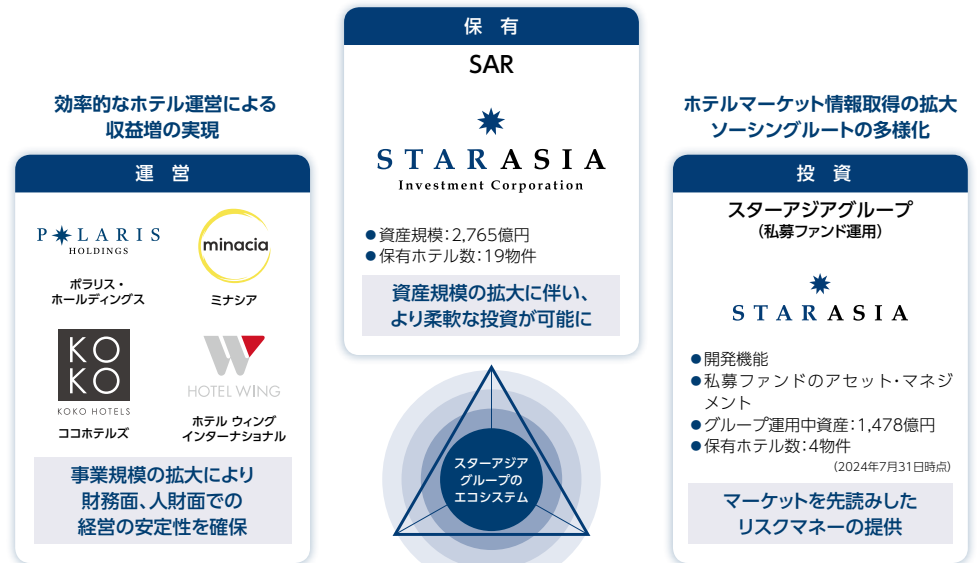 効率的なホテル運営による
収益増の実現
運 営
POLARIS
HOLDINGS
ポラリス・
ホールディングス
minacia
ミナシア
KO
KO
KOKO HOTELS
ココホテルズ
W
HOTEL WING
ホテル ウィング
インターナショナル
事業規模の拡大により
財務面、人財面での
経営の安定性を確保
保 有
SAR
STARASIA
Investment Corporation
●資産規模：2,765億円
●保有ホテル数：19物件
資産規模の拡大に伴い、
より柔軟な投資が可能に
スターアジア
グループの
エコシステム
ホテルマーケット情報取得の拡大
ソーシングルートの多様化
投 資
スターアジアグループ
（私募ファンド運用）
STARASIA
●開発機能
●私募ファンドのアセット・マネジ
メント
●グループ運用中資産：1,478億円
●保有ホテル数：4物件
（2024年7月31日時点）
マーケットを先読みした
リスクマネーの提供